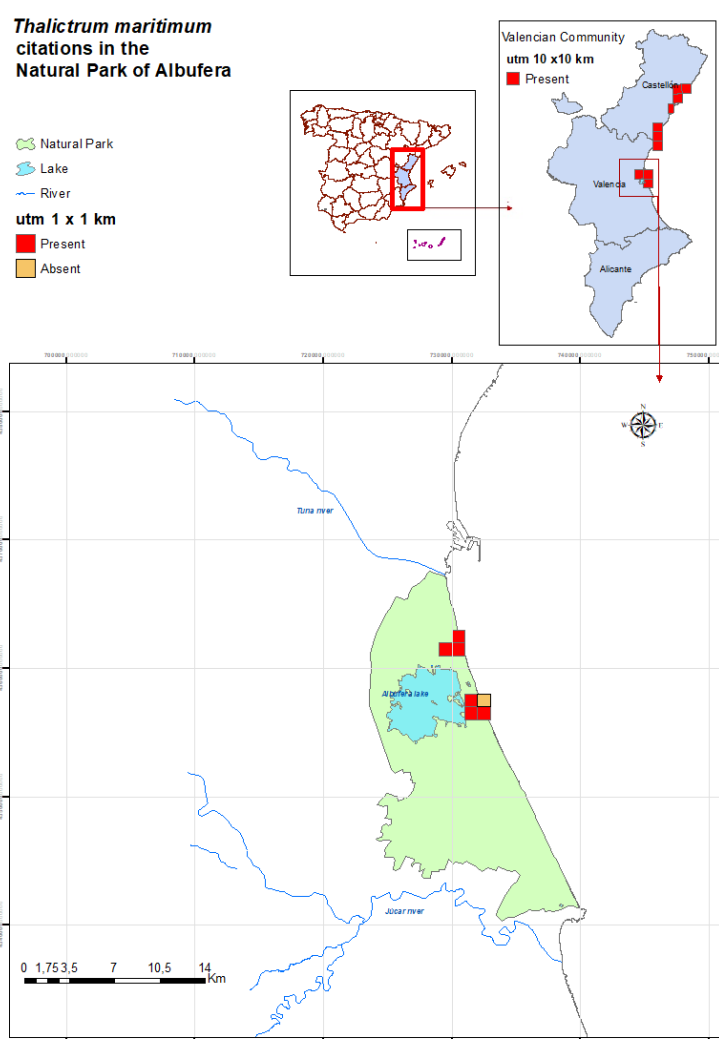 Thalictrum maritimum
citations in the
Natural Park of Albufera
Natural Park
Lake
River
utm 1 x 1 km
Present
Absent
Valencian Community
utm 10 x10 km
Present
Castellón
Valencia
Alicante
N
W
E
S
Turia river
Albufera lake
Júcar river
0 1,75 3,5 7 10,5 14
Km